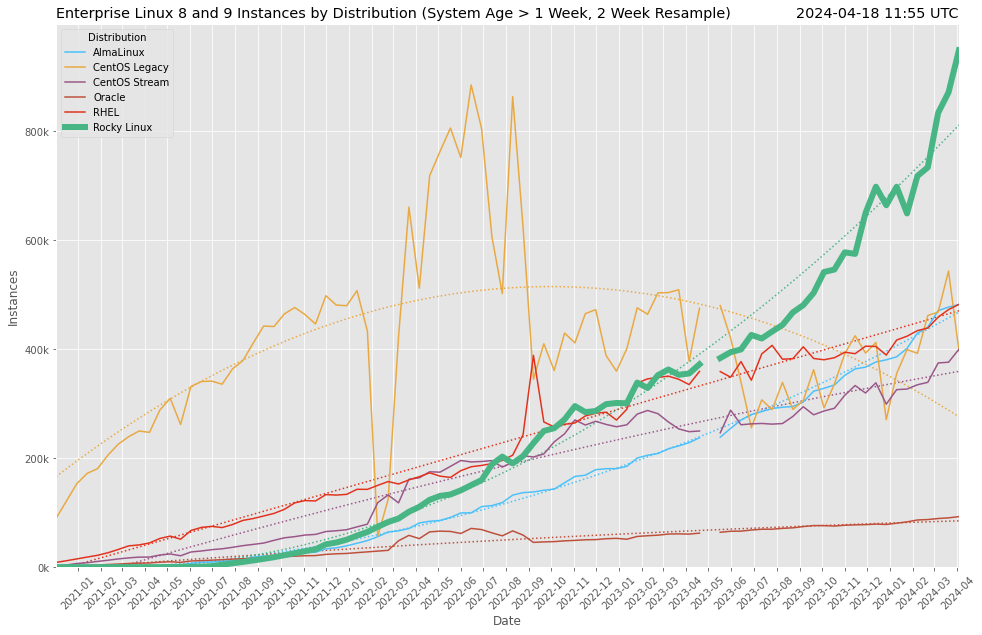 Enterprise Linux 8 and 9 Instances by Distribution (System Age > 1 Week, 2 Week Resample)
2024-04-18 11:55 UTC
Distribution
AlmaLinux
CentOS Legacy
CentOS Stream
Oracle
RHEL
Rocky Linux
Instances
800k
600k
400k
200k
0k
2021-01
2021-02
2021-03
2021-04
2021-05
2021-06
2021-07
2021-08
2021-09
2021-10
2021-11
2021-12
2022-01
2022-02
2022-03
2022-04
2022-05
2022-06
2022-07
2022-08
2022-09
2022-10
2022-11
2022-12
2023-01
2023-02
2023-03
2023-04
2023-05
2023-06
2023-07
2023-08
2023-09
2023-10
2023-11
2023-12
2024-01
2024-02
2024-03
2024-04
Date